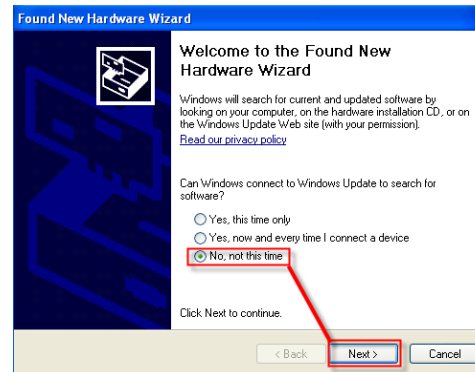 Found New Hardware Wizard
Welcome to the Found New
Hardware Wizard
Windows will search for current and updated software by
looking on your computer, on the hardware installation CD, or on
the Windows Update Web site (with your permission).
Read our privacy policy
Can Windows connect to Windows Update to search for
software?
Yes, this time only
Yes, now and every time I connect a device
No, not this time
Click Next to continue.
< Back
Next >
Cancel